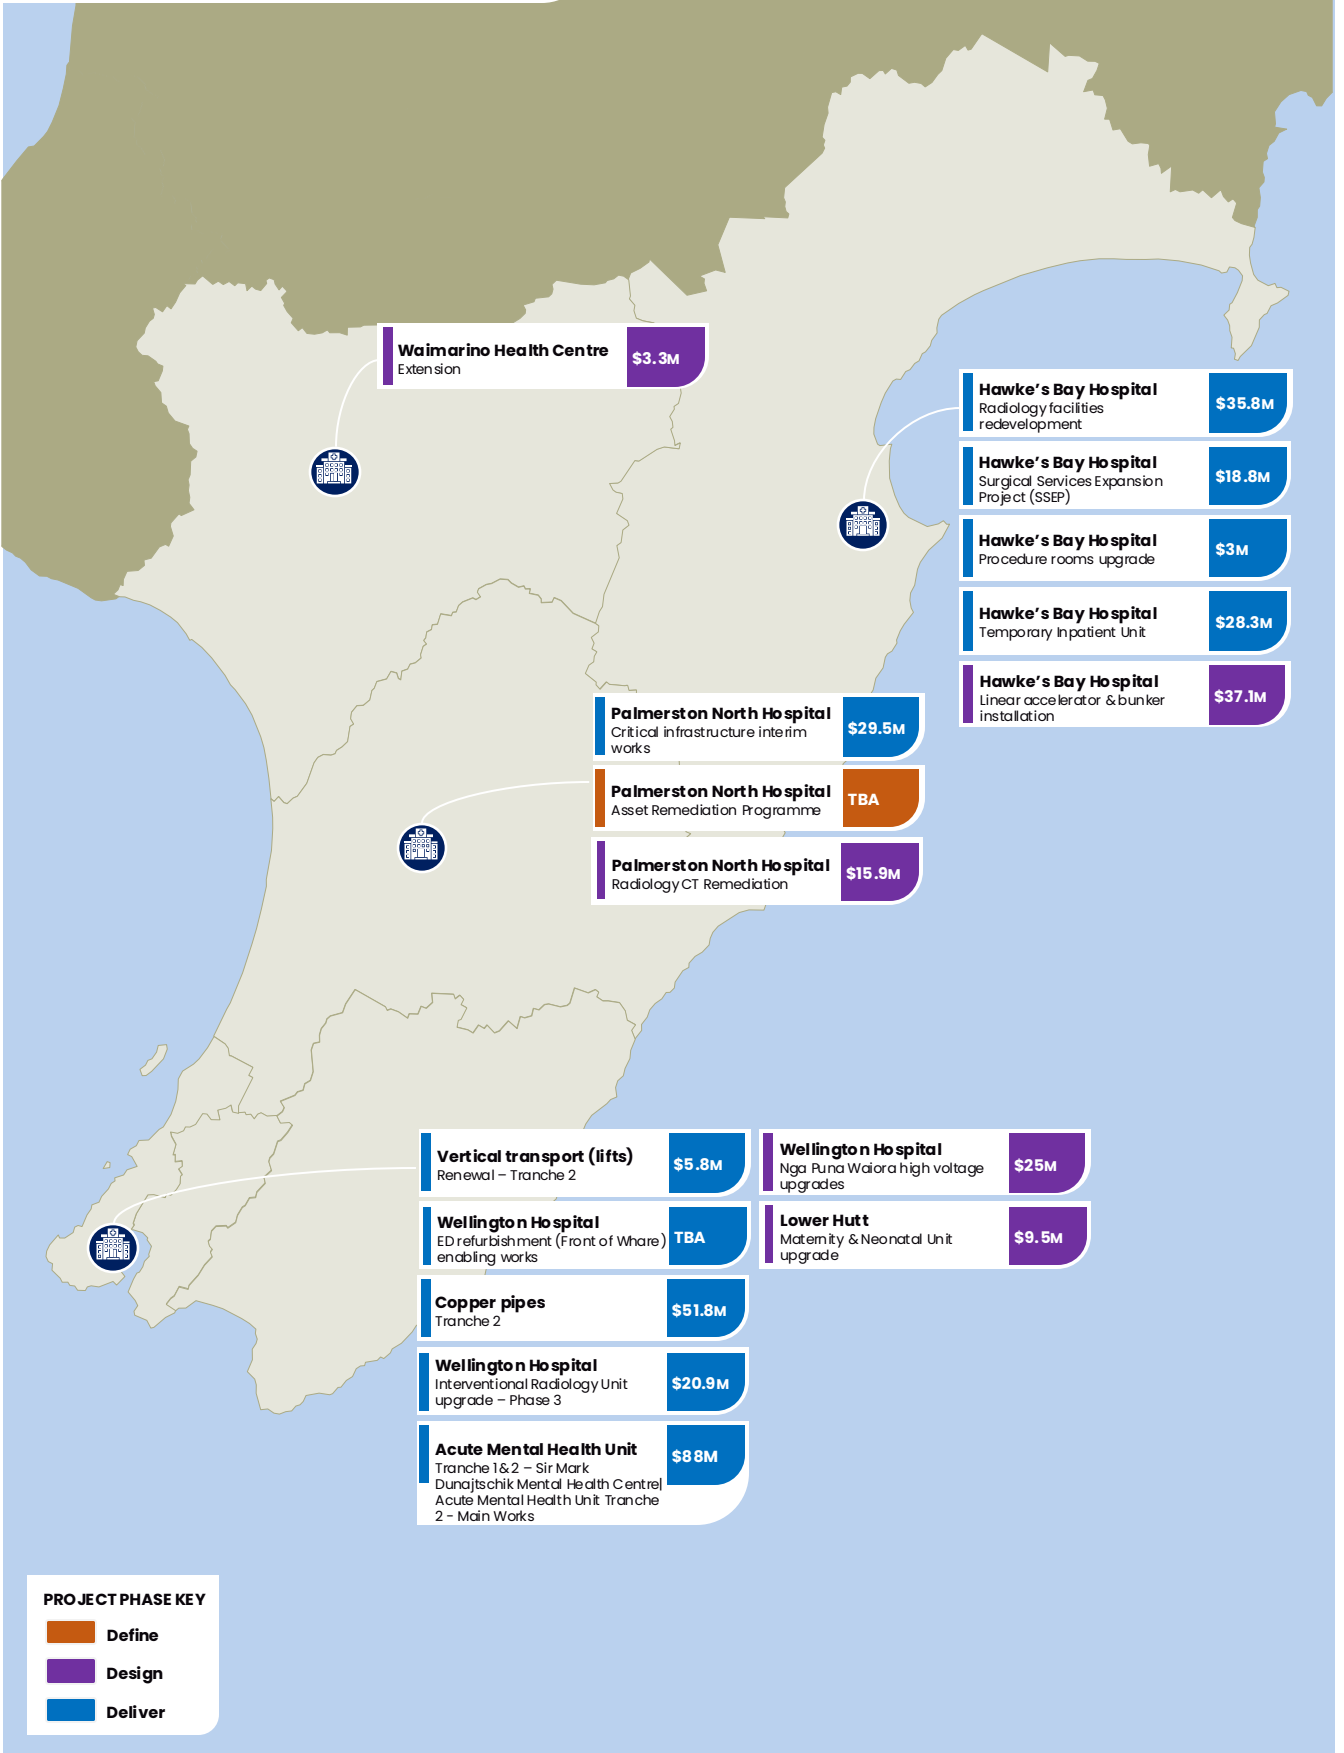 Waimarino Health Centre
Extension
$3.3M
Hawke's Bay Hospital
Radiology facilities
redevelopment
$35.8M
Hawke's Bay Hospital
Surgical Services Expansion
Project (SSEP)
$18.8M
Hawke's Bay Hospital
Procedure rooms upgrade
$3M
Hawke's Bay Hospital
Temporary Inpatient Unit
$28.3M
Hawke's Bay Hospital
Linear accelerator & bunker
installation
$37.1M
Palmerston North Hospital
Critical infrastructure interim
works
$29.5M
Palmerston North Hospital
Asset Remediation Programme
TBA
Palmerston North Hospital
Radiology CT Remediation
$15.9M
Vertical transport (lifts)
Renewal – Tranche 2
$5.8M
Wellington Hospital
ED refurbishment (Front of Whare)
enabling works
TBA
Copper pipes
Tranche 2
$51.8M
Wellington Hospital
Interventional Radiology Unit
upgrade – Phase 3
$20.9M
Acute Mental Health Unit
Tranche 1 & 2 – Sir Mark
Dunajtschik Mental Health Centre|
Acute Mental Health Unit Tranche
2 - Main Works
$88M
Wellington Hospital
Nga Puna Waiora high voltage
upgrades
$25M
Lower Hutt
Maternity & Neonatal Unit
upgrade
$9.5M
PROJECT PHASE KEY
Define
Design
Deliver